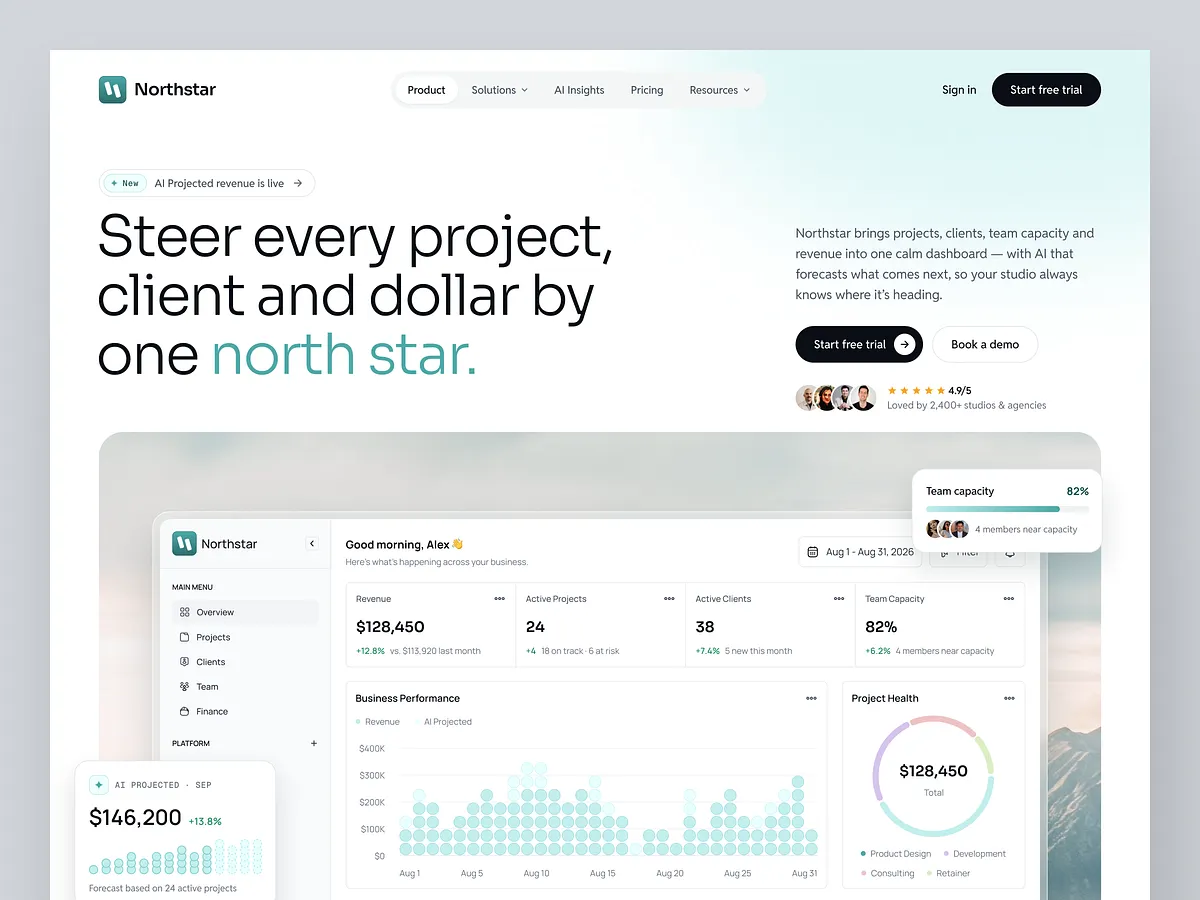 Northstar
Product
Solutions
AI Insights
Pricing
Resources
Sign in
Start free trial
New
AI Projected revenue is live
Steer every project,
client and dollar by
one north star.
Northstar brings projects, clients, team capacity and
revenue into one calm dashboard — with AI that
forecasts what comes next, so your studio always
knows where it's heading.
Start free trial
Book a demo
4.9/5
Loved by 2,400+ studios & agencies
Team capacity
82%
4 members near capacity
Northstar
MAIN MENU
Overview
Projects
Clients
Team
Finance
PLATFORM
Good morning, Alex 👋
Here's what's happening across your business.
Aug 1 - Aug 31, 2026
Filter
Revenue
$128,450
+12.8% vs. $113,920 last month
Active Projects
24
+4 18 on track · 6 at risk
Active Clients
38
+7.4% 5 new this month
Team Capacity
82%
+6.2% 4 members near capacity
Business Performance
Revenue
AI Projected
$400K
$300K
$200K
$100K
$0
Aug 1
Aug 5
Aug 10
Aug 15
Aug 20
Aug 25
Aug 31
Project Health
$128,450
Total
Product Design
Development
Consulting
Retainer
AI PROJECTED · SEP
$146,200 +13.8%
Forecast based on 24 active projects